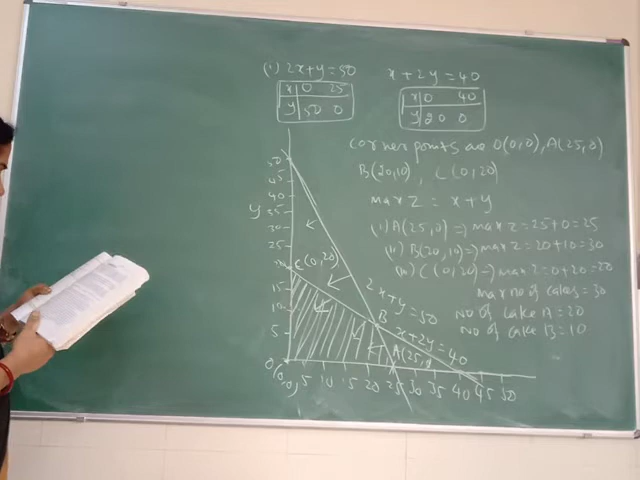 (i) 2x+y=50
x 0 25
y 50 0
x+2y=40
x 0 40
y 20 0
corner points are O(0,0), A(25,0)
B(20,10), C(0,20)
max Z = x+y
(i) A(25,0) => max Z = 25+0=25
(ii) B(20,10) => max Z = 20+10=30
(iii) C(0,20) => max Z = 0+20=20
max no of cakes = 30
No of cake A = 20
No of cake B = 10
50
45
40
y 35
30
25
20 C(0,20)
15
10
5
2x+y=50
B
x+2y=40
A(25,0)
0(0,0) 5 10 15 20 25 30 35 40 45 50